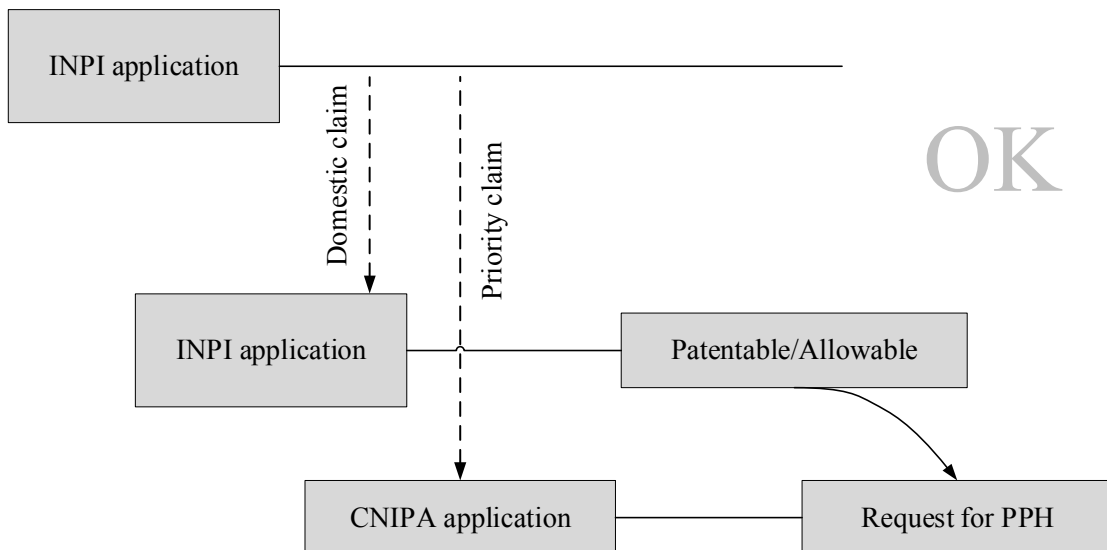 INPI application
OK
Domestic claim
Priority claim
INPI application
Patentable/Allowable
CNIPA application
Request for PPH